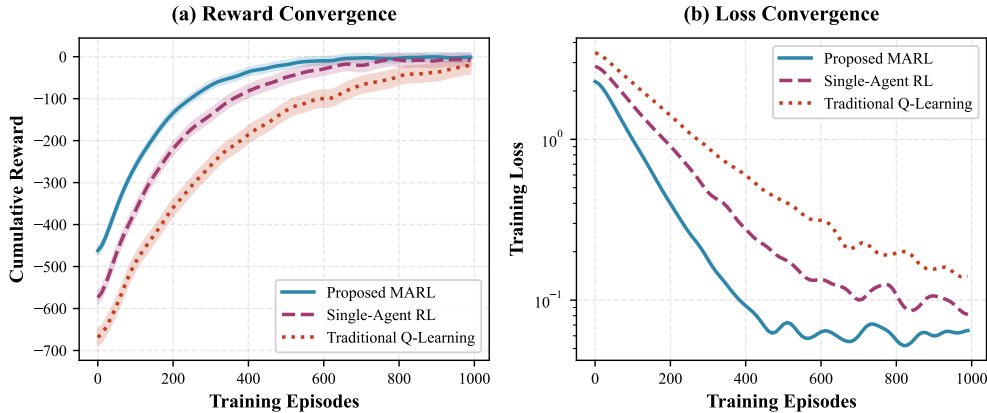 (a) Reward Convergence
0
−100
−200
−300
−400
−500
−600
−700
Cumulative Reward
Proposed MARL
Single-Agent RL
Traditional Q-Learning
0
200
400
600
800
1000
Training Episodes
(b) Loss Convergence
10⁰
10⁻¹
Training Loss
Proposed MARL
Single-Agent RL
Traditional Q-Learning
0
200
400
600
800
1000
Training Episodes